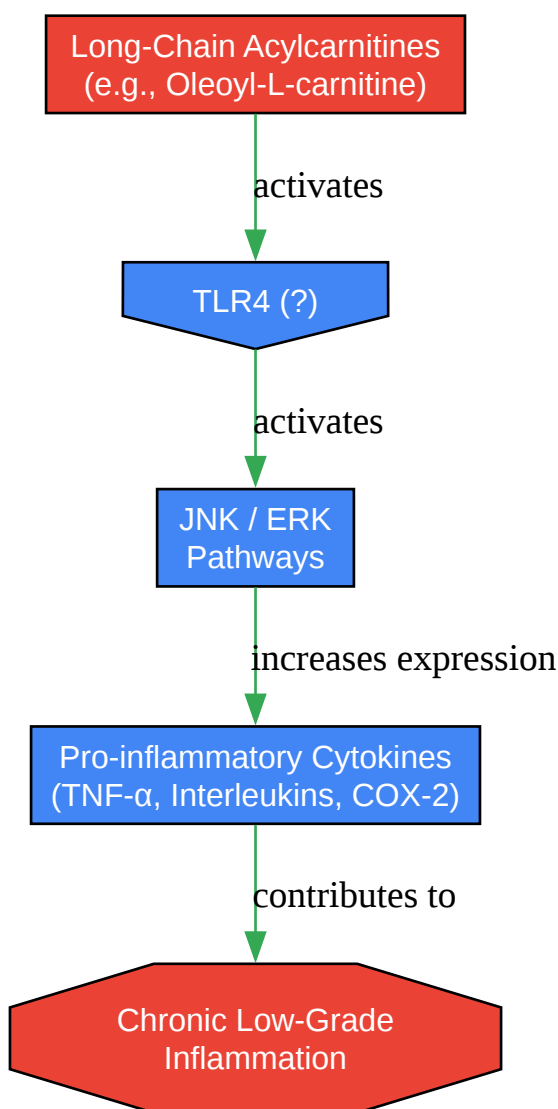 Long-Chain Acylcarnitines
(e.g., Oleoyl-L-carnitine)
activates
TLR4 (?)
activates
JNK / ERK
Pathways
increases expression
Pro-inflammatory Cytokines
(TNF-α, Interleukins, COX-2)
contributes to
Chronic Low-Grade
Inflammation